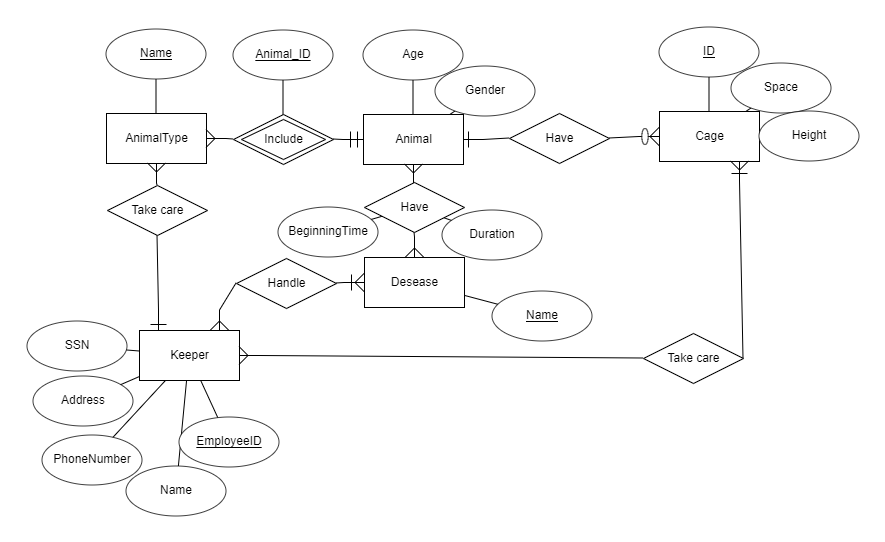 Name
Animal_ID
Age
Gender
ID
Space
Height
AnimalType
Include
Animal
Have
Cage
Take care
Have
BeginningTime
Duration
Handle
Desease
Name
SSN
Keeper
Take care
Address
PhoneNumber
EmployeeID
Name